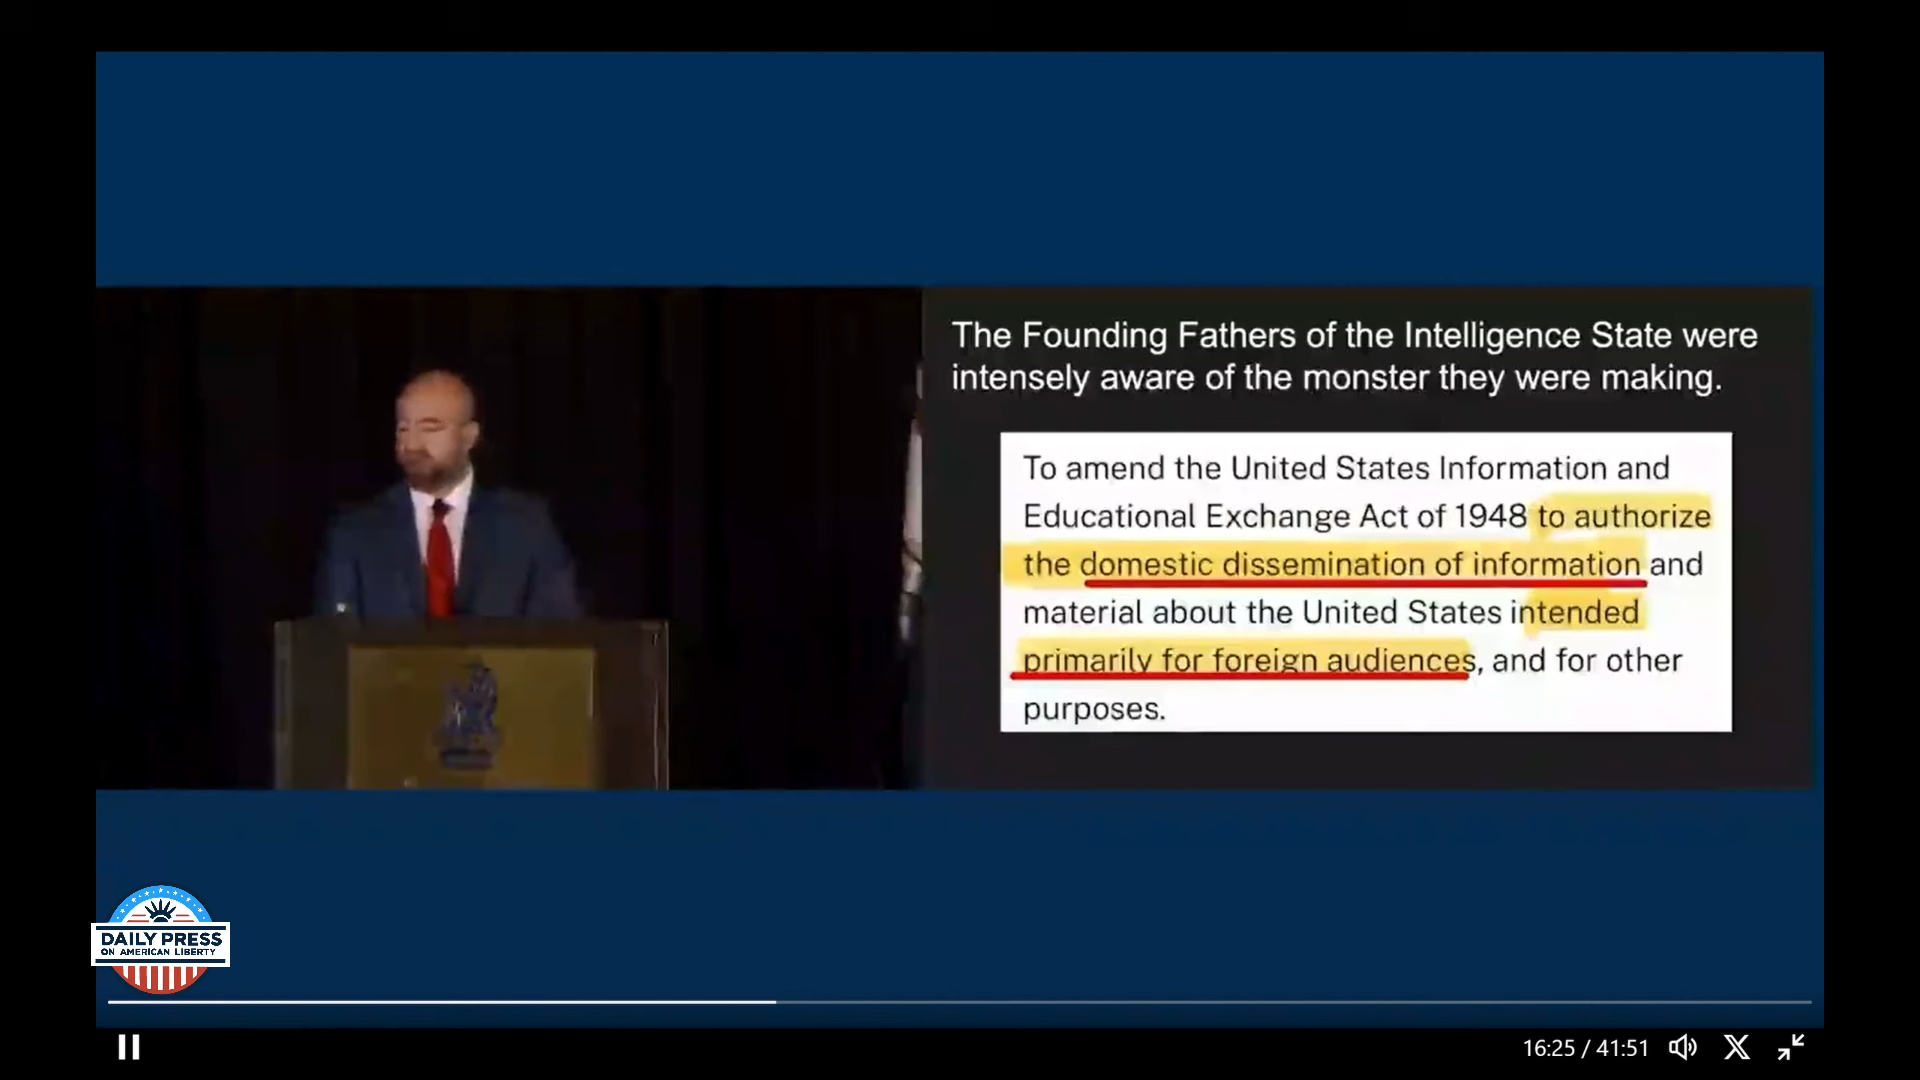 The Founding Fathers of the Intelligence State were
intensely aware of the monster they were making.
To amend the United States Information and
Educational Exchange Act of 1948 to authorize
the domestic dissemination of information and
material about the United States intended
primarily for foreign audiences, and for other
purposes.
DAILY PRESS
ON AMERICAN LIBERTY
16:25 / 41:51